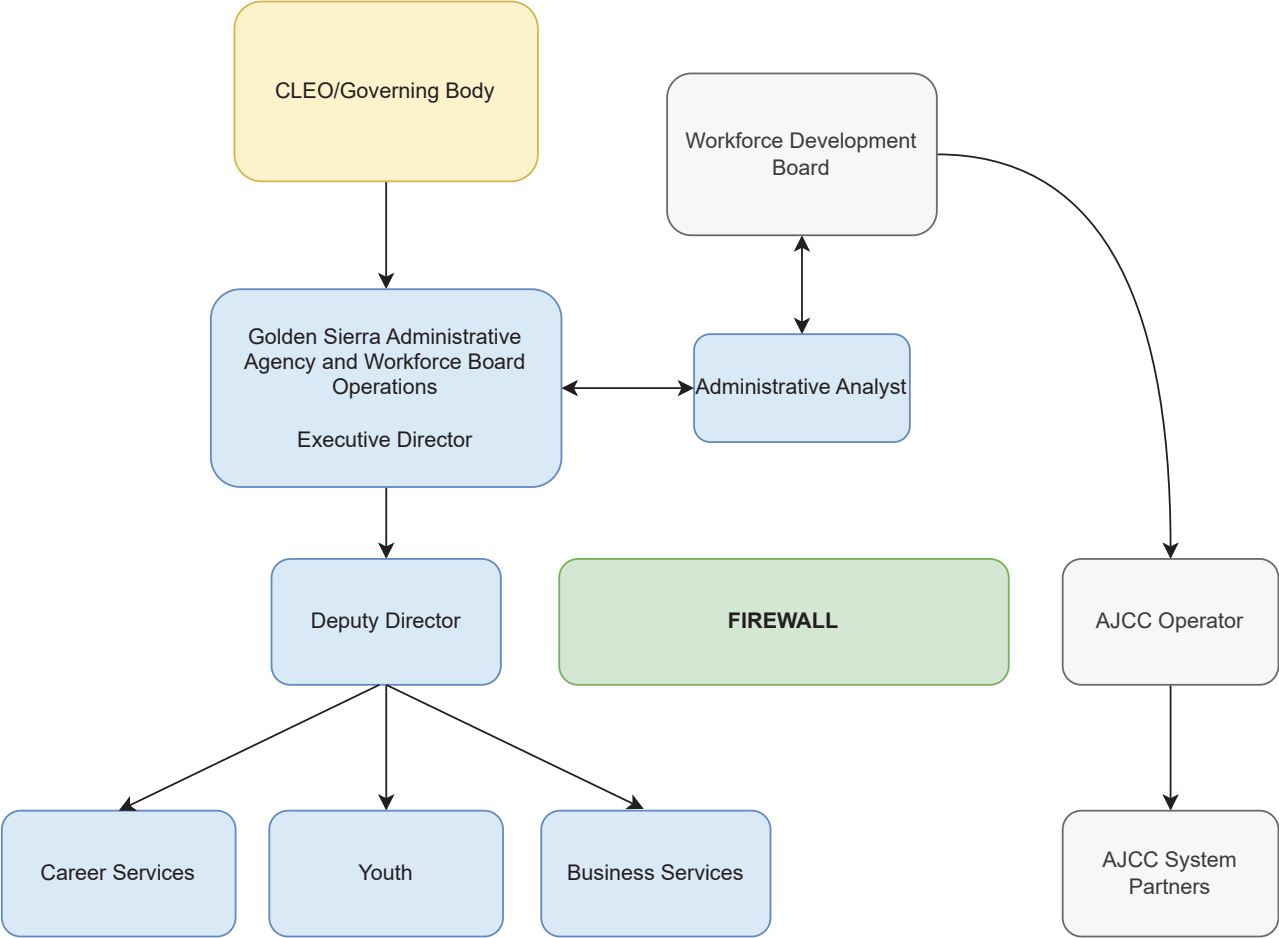 CLEO/Governing Body
Workforce Development
Board
Golden Sierra Administrative
Agency and Workforce Board
Operations
Executive Director
Administrative Analyst
Deputy Director
FIREWALL
AJCC Operator
Career Services
Youth
Business Services
AJCC System
Partners